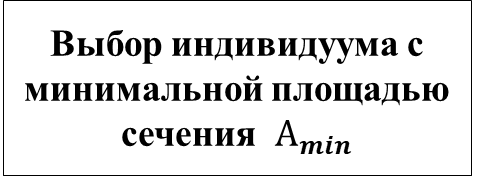 Выбор индивидуума с
минимальной площадью
сечения A_min